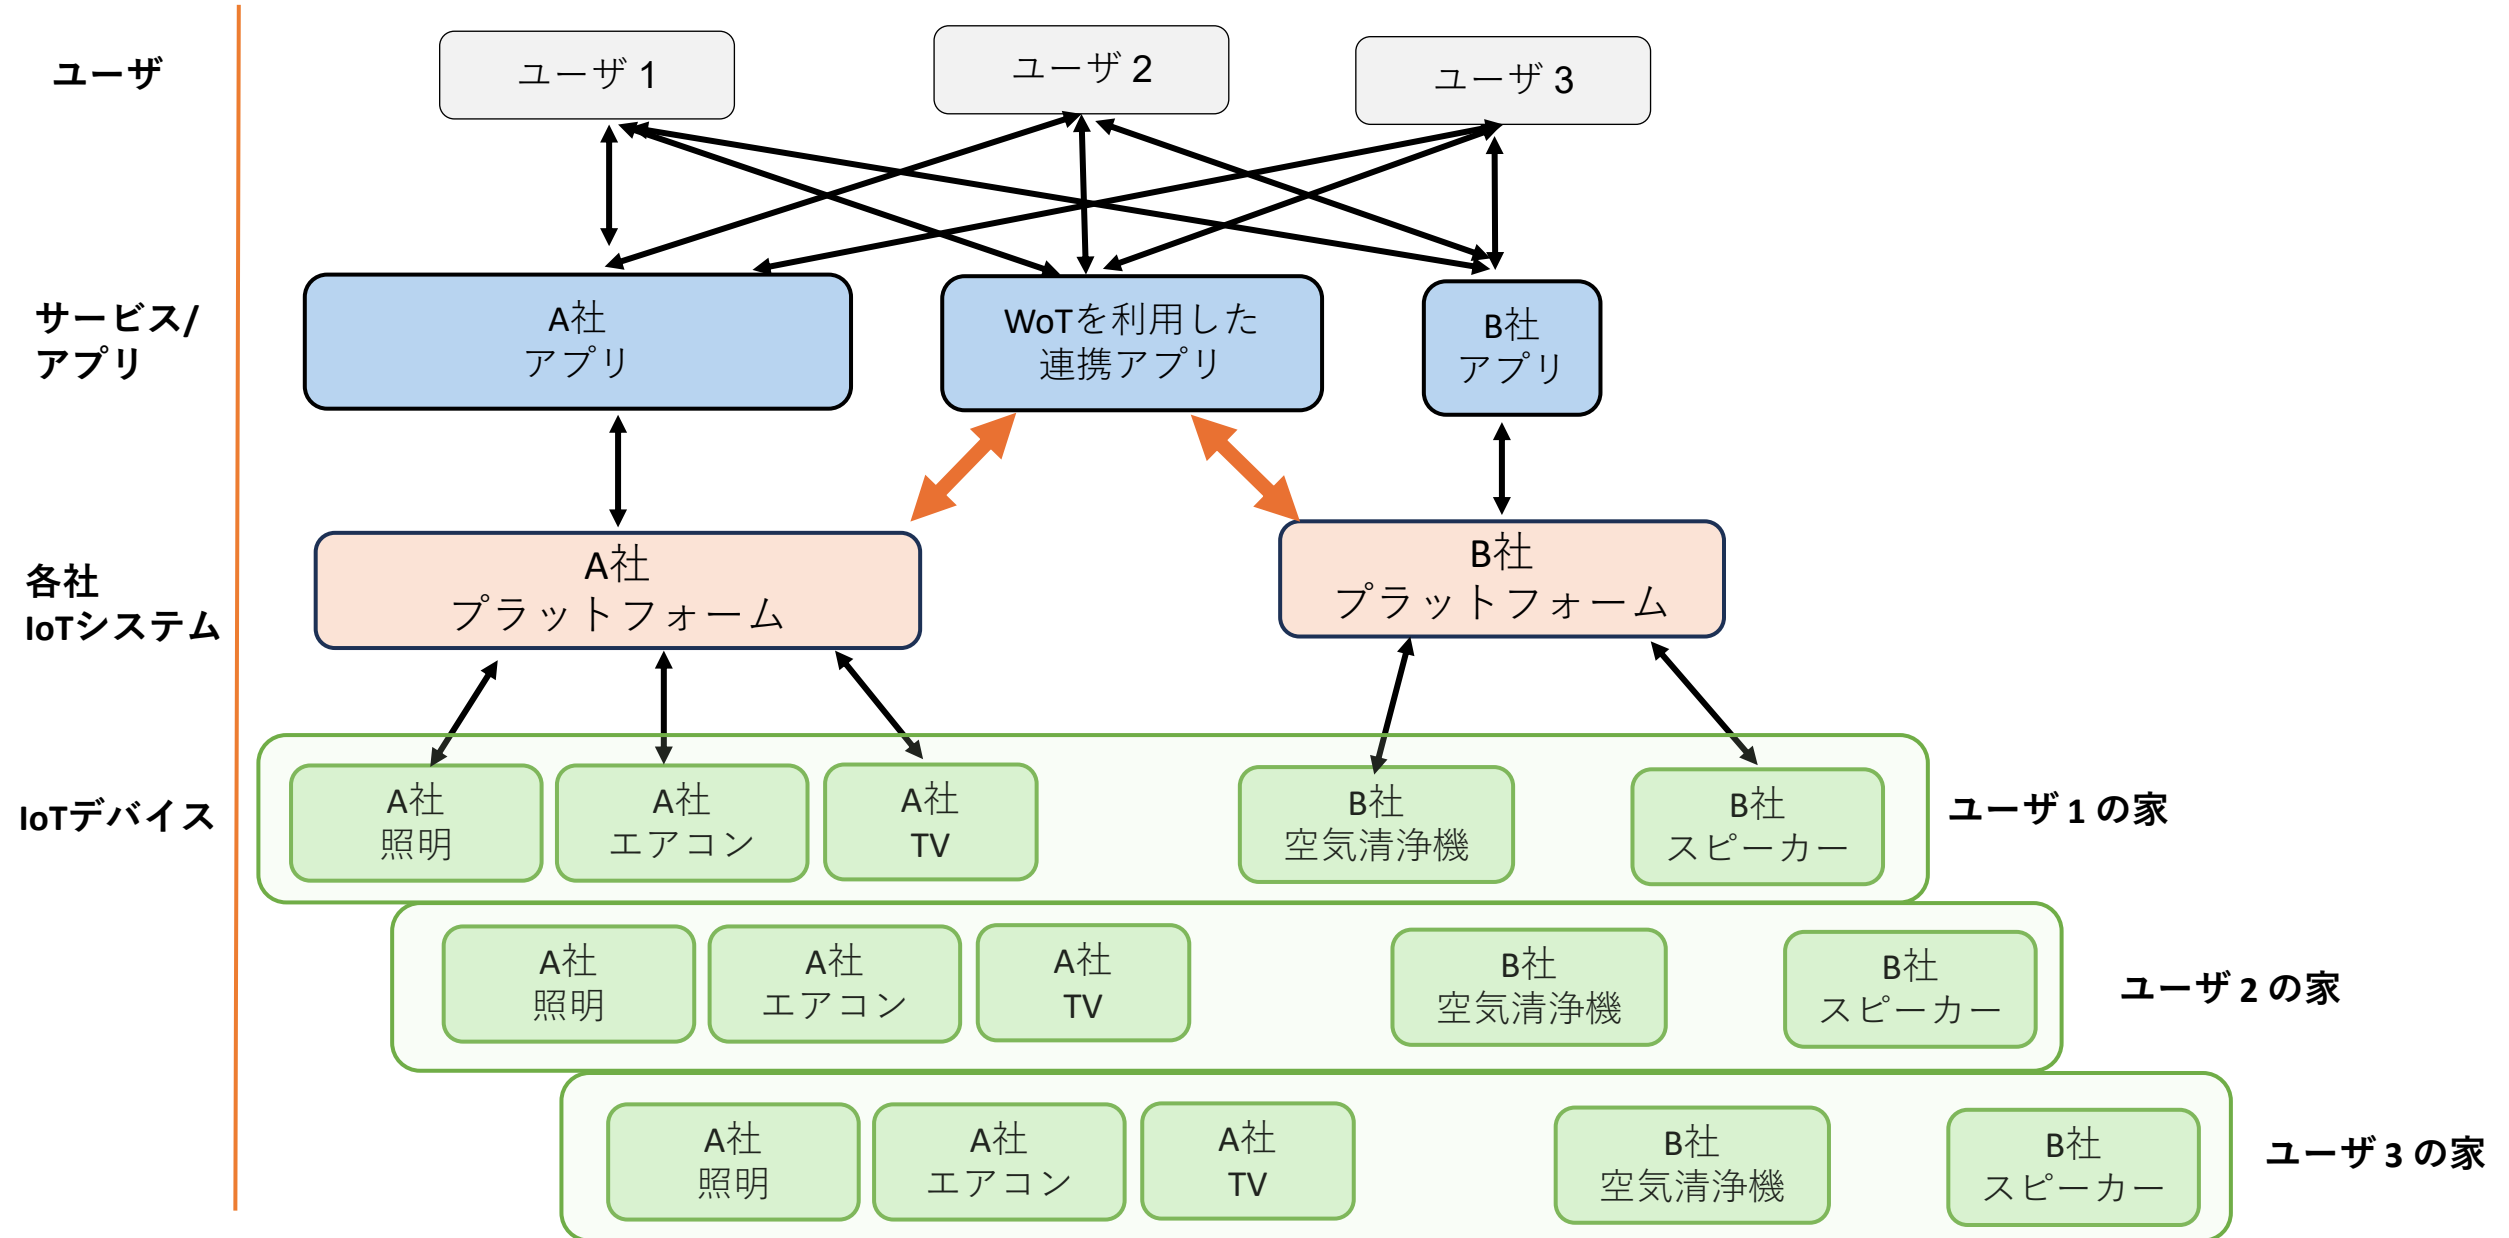 ユーザ
ユーザ 1
ユーザ 2
ユーザ 3
サービス/
アプリ
A社
アプリ
WoTを利用した
連携アプリ
B社
アプリ
各社
IoTシステム
A社
プラットフォーム
B社
プラットフォーム
IoTデバイス
A社
照明
A社
エアコン
A社
TV
B社
空気清浄機
B社
スピーカー
ユーザ 1 の家
A社
照明
A社
エアコン
A社
TV
B社
空気清浄機
B社
スピーカー
ユーザ 2 の家
A社
照明
A社
エアコン
A社
TV
B社
空気清浄機
B社
スピーカー
ユーザ 3 の家